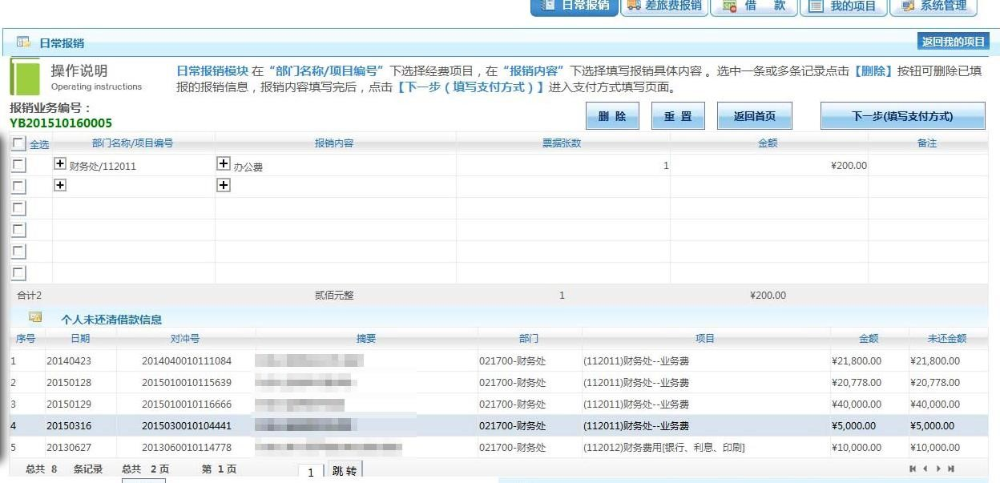 日常报销 差旅费报销 借 款 我的项目 系统管理
日常报销 返回我的项目
操作说明
Operating instructions
日常报销模块 在“部门名称/项目编号”下选择经费项目，在“报销内容”下选择填写报销具体内容。选中一条或多条记录点击【删除】按钮可删除已填
报的报销信息，报销内容填写完后，点击【下一步（填写支付方式）】进入支付方式填写页面。
报销业务编号：
YB201510160005
删 除 重 置 返回首页 下一步(填写支付方式)
全选 部门名称/项目编号 报销内容 票据张数 金额 备注
财务处/112011 办公费 1 ¥200.00
合计2 贰佰元整 1 ¥200.00
个人未还清借款信息
序号 日期 对冲号 摘要 部门 项目 金额 未还金额
1 20140423 2014040010111084 021700-财务处 (112011)财务处--业务费 ¥21,800.00 ¥21,800.00
2 20150128 2015010010115639 021700-财务处 (112011)财务处--业务费 ¥20,778.00 ¥20,778.00
3 20150129 2015010010116666 021700-财务处 (112011)财务处--业务费 ¥40,000.00 ¥40,000.00
4 20150316 2015030010104441 021700-财务处 (112011)财务处--业务费 ¥5,000.00 ¥5,000.00
5 20130627 2013060010114778 021700-财务处 (112012)财务费用[银行、利息、印刷] ¥10,000.00 ¥10,000.00
总共 8 条记录 总共 2 页 第 1 页 1 跳 转